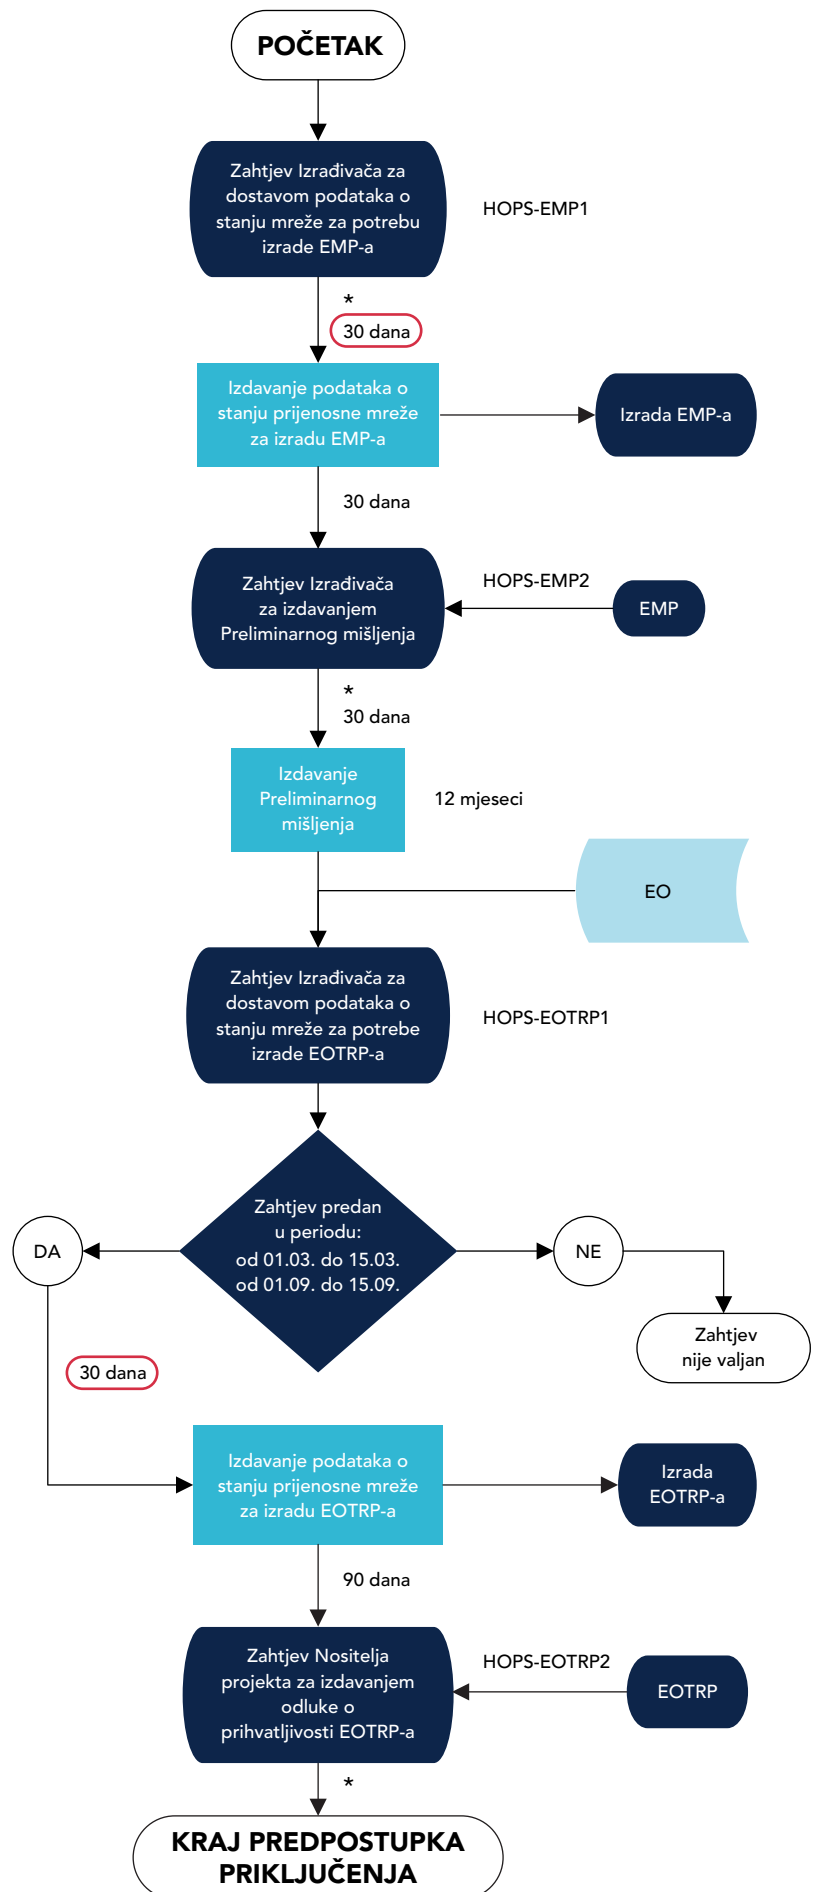 POČETAK
Zahtjev Izrađivača za
dostavom podataka o
stanju mreže za potrebu
izrade EMP-a
HOPS-EMP1
*
30 dana
Izdavanje podataka o
stanju prijenosne mreže
za izradu EMP-a
Izrada EMP-a
30 dana
Zahtjev Izrađivača
za izdavanjem
Preliminarnog mišljenja
HOPS-EMP2
EMP
*
30 dana
Izdavanje
Preliminarnog
mišljenja
12 mjeseci
EO
Zahtjev Izrađivača za
dostavom podataka o
stanju mreže za potrebe
izrade EOTRP-a
HOPS-EOTRP1
Zahtjev predan
u periodu:
od 01.03. do 15.03.
od 01.09. do 15.09.
DA
NE
Zahtjev
nije valjan
30 dana
Izdavanje podataka o
stanju prijenosne mreže
za izradu EOTRP-a
Izrada
EOTRP-a
90 dana
Zahtjev Nositelja
projekta za izdavanjem
odluke o
prihvatljivosti EOTRP-a
HOPS-EOTRP2
EOTRP
*
KRAJ PREDPOSTUPKA
PRIKLJUČENJA